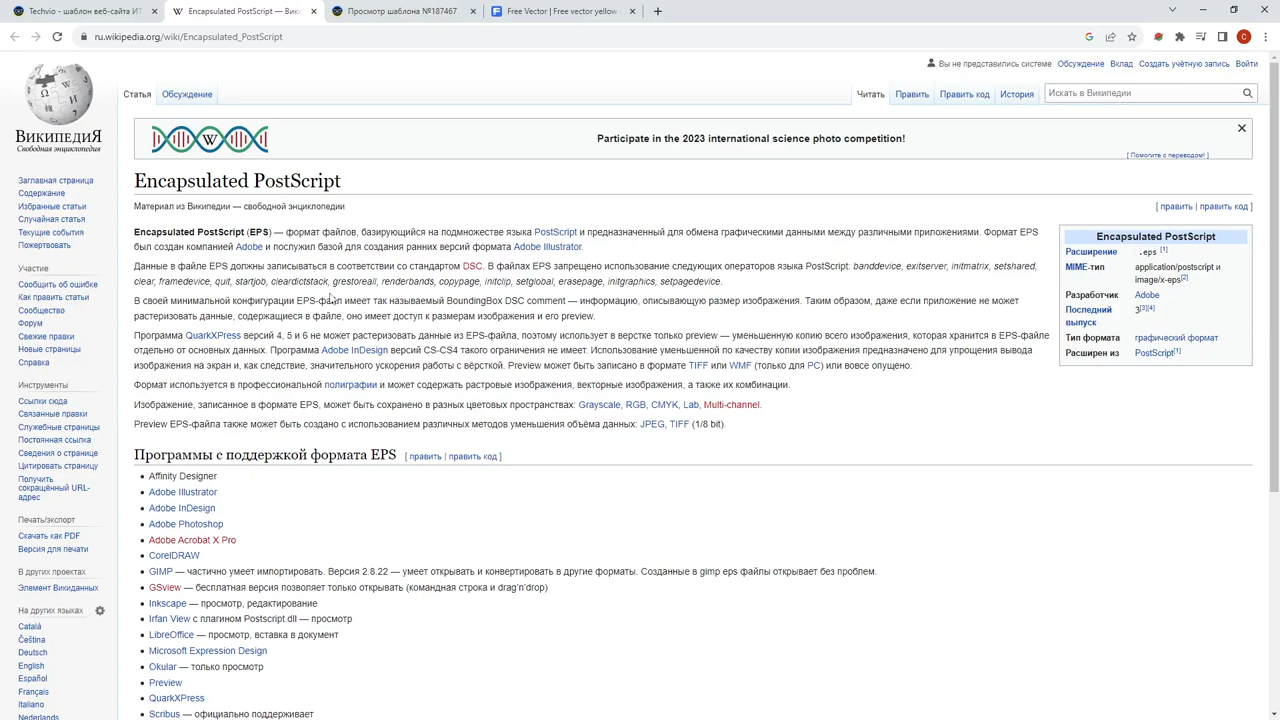 Techvio - шаблон веб-сайта ИТ
Encapsulated PostScript — Вик
Просмотр шаблона №187467
Free Vector | Free vector yellow
ru.wikipedia.org/wiki/Encapsulated_PostScript
С
Вы не представились системе Обсуждение Вклад Создать учётную запись Войти
Статья Обсуждение Читать Править Править код История Искать в Википедии
ВИКИПЕДИЯ
Свободная энциклопедия
W
Participate in the 2023 international science photo competition!
[ Помогите с переводом! ]
Заглавная страница
Содержание
Избранные статьи
Случайная статья
Текущие события
Пожертвовать
Участие
Сообщить об ошибке
Как править статьи
Сообщество
Форум
Свежие правки
Новые страницы
Справка
Инструменты
Ссылки сюда
Связанные правки
Служебные страницы
Постоянная ссылка
Сведения о странице
Цитировать страницу
Получить
сокращённый URL-
адрес
Печать/экспорт
Скачать как PDF
Версия для печати
В других проектах
Элемент Викиданных
На других языках
Català
Čeština
Deutsch
English
Español
Français
Italiano
Nederlands
Encapsulated PostScript
Материал из Википедии — свободной энциклопедии
[ править | править код ]
Encapsulated PostScript (EPS) — формат файлов, базирующийся на подмножестве языка PostScript и предназначенный для обмена графическими данными между различными приложениями. Формат EPS
был создан компанией Adobe и послужил базой для создания ранних версий формата Adobe Illustrator.
Данные в файле EPS должны записываться в соответствии со стандартом DSC. В файлах EPS запрещено использование следующих операторов языка PostScript: banddevice, exitserver, initmatrix, setshared,
clear, framedevice, quit, startjob, cleardictstack, grestoreall, renderbands, copypage, initclip, setglobal, erasepage, initgraphics, setpagedevice.
В своей минимальной конфигурации EPS-файл имеет так называемый BoundingBox DSC comment — информацию, описывающую размер изображения. Таким образом, даже если приложение не может
растеризовать данные, содержащиеся в файле, оно имеет доступ к размерам изображения и его preview.
Программа QuarkXPress версий 4, 5 и 6 не может растеризовать данные из EPS-файла, поэтому использует в верстке только preview — уменьшенную копию всего изображения, которая хранится в EPS-файле
отдельно от основных данных. Программа Adobe InDesign версий CS-CS4 такого ограничения не имеет. Использование уменьшенной по качеству копии изображения предназначено для упрощения вывода
изображения на экран и, как следствие, значительного ускорения работы с вёрсткой. Preview может быть записано в формате TIFF или WMF (только для PC) или вовсе опущено.
Формат используется в профессиональной полиграфии и может содержать растровые изображения, векторные изображения, а также их комбинации.
Изображение, записанное в формате EPS, может быть сохранено в разных цветовых пространствах: Grayscale, RGB, CMYK, Lab, Multi-channel.
Preview EPS-файла также может быть создано с использованием различных методов уменьшения объёма данных: JPEG, TIFF (1/8 bit).
Encapsulated PostScript
Расширение .eps [1]
MIME-тип application/postscript и
image/x-eps[2]
Разработчик Adobe
Последний 3[3][4]
выпуск
Тип формата графический формат
Расширен из PostScript[1]
Программы с поддержкой формата EPS [ править | править код ]
• Affinity Designer
• Adobe Illustrator
• Adobe InDesign
• Adobe Photoshop
• Adobe Acrobat X Pro
• CorelDRAW
• GIMP — частично умеет импортировать. Версия 2.8.22 — умеет открывать и конвертировать в другие форматы. Созданные в gimp eps файлы открывает без проблем.
• GSview — бесплатная версия позволяет только открывать (командная строка и drag'n'drop)
• Inkscape — просмотр, редактирование
• Irfan View с плагином Postscript.dll — просмотр
• LibreOffice — просмотр, вставка в документ
• Microsoft Expression Design
• Okular — только просмотр
• Preview
• QuarkXPress
• Scribus — официально поддерживает